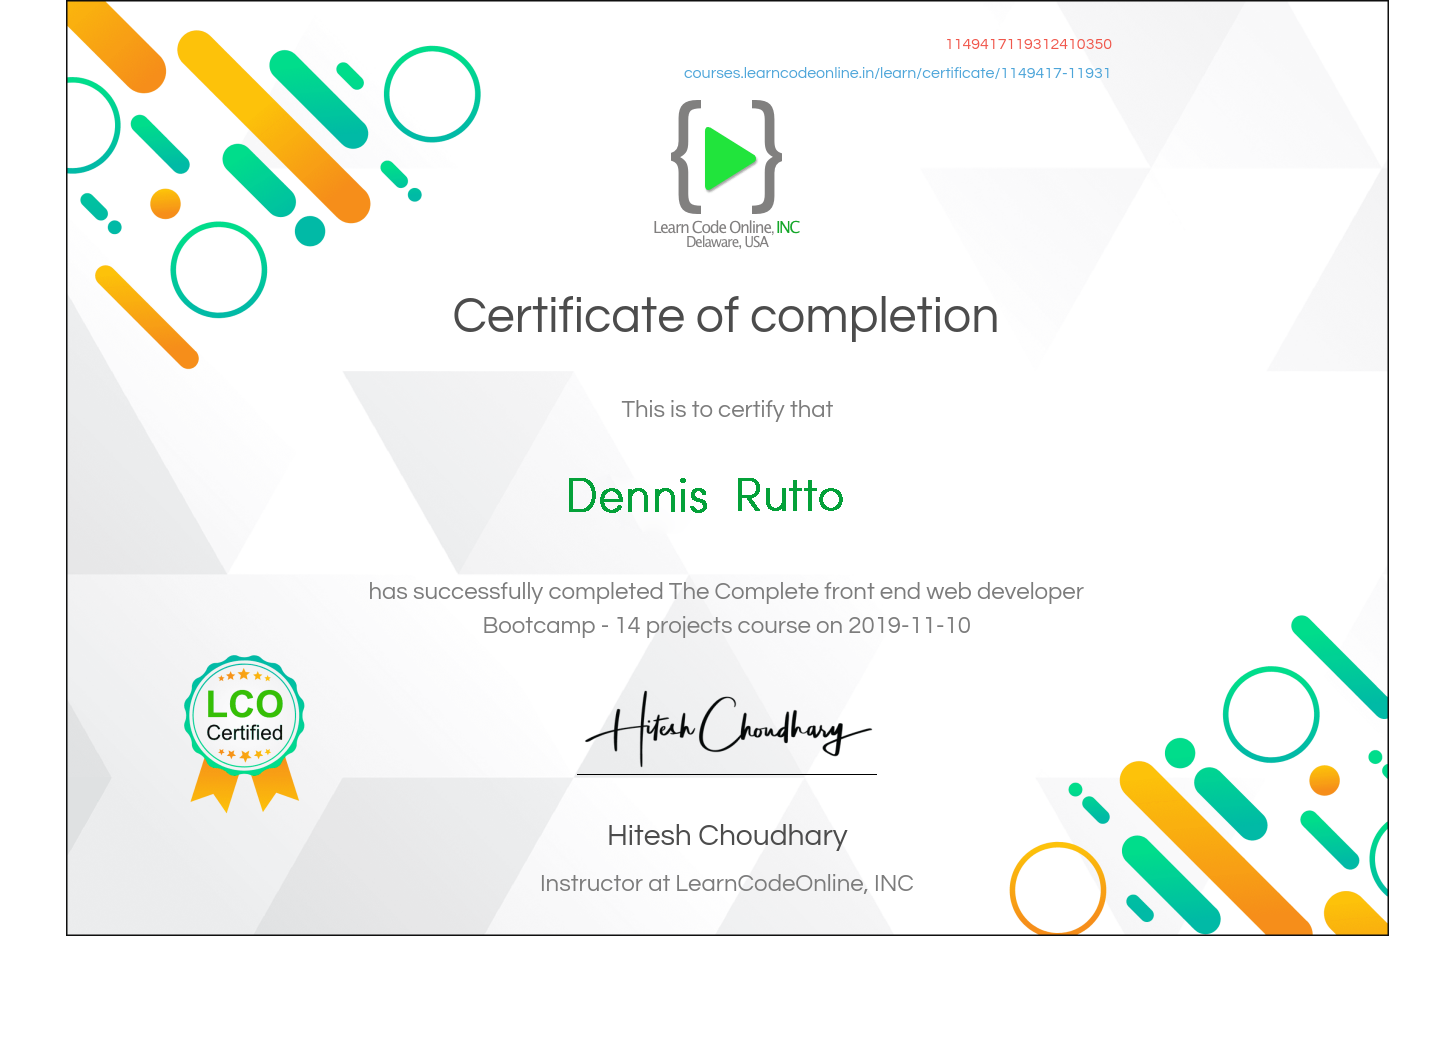 1149417119312410350
courses.learncodeonline.in/learn/certificate/1149417-11931
Learn Code Online, INC
Delaware, USA
Certificate of completion
This is to certify that
Dennis Rutto
has successfully completed The Complete front end web developer
Bootcamp - 14 projects course on 2019-11-10
LCO
Certified
Hitesh Choudhary
Hitesh Choudhary
Instructor at LearnCodeOnline, INC